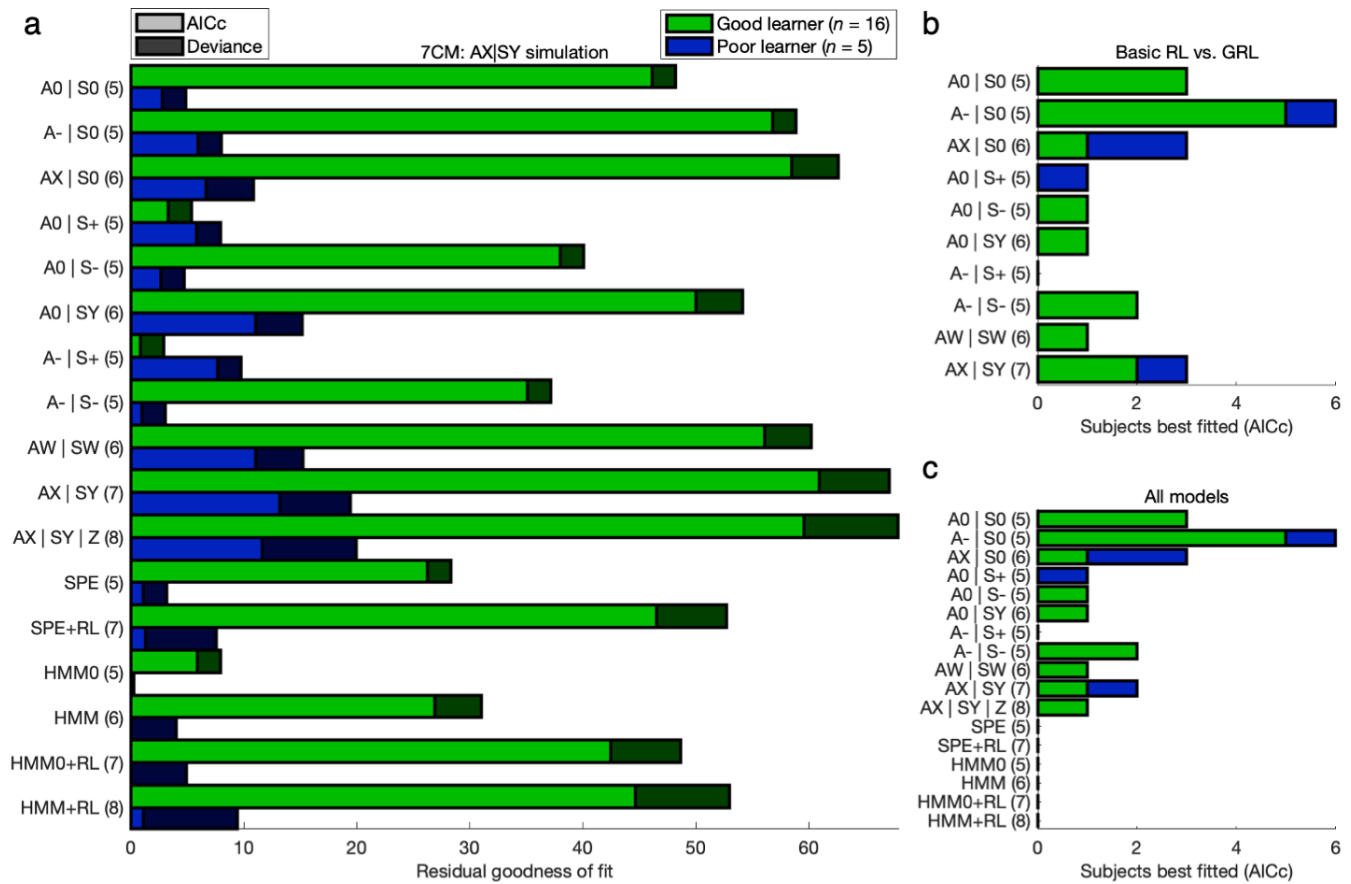 a
AICc
Deviance
7CM: AX|SY simulation
Good learner (n = 16)
Poor learner (n = 5)
A0 | S0 (5)
A- | S0 (5)
AX | S0 (6)
A0 | S+ (5)
A0 | S- (5)
A0 | SY (6)
A- | S+ (5)
A- | S- (5)
AW | SW (6)
AX | SY (7)
AX | SY | Z (8)
SPE (5)
SPE+RL (7)
HMM0 (5)
HMM (6)
HMM0+RL (7)
HMM+RL (8)
0 10 20 30 40 50 60
Residual goodness of fit
b
Basic RL vs. GRL
A0 | S0 (5)
A- | S0 (5)
AX | S0 (6)
A0 | S+ (5)
A0 | S- (5)
A0 | SY (6)
A- | S+ (5)
A- | S- (5)
AW | SW (6)
AX | SY (7)
0 2 4 6
Subjects best fitted (AICc)
c
All models
A0 | S0 (5)
A- | S0 (5)
AX | S0 (6)
A0 | S+ (5)
A0 | S- (5)
A0 | SY (6)
A- | S+ (5)
A- | S- (5)
AW | SW (6)
AX | SY (7)
AX | SY | Z (8)
SPE (5)
SPE+RL (7)
HMM0 (5)
HMM (6)
HMM0+RL (7)
HMM+RL (8)
0 2 4 6
Subjects best fitted (AICc)